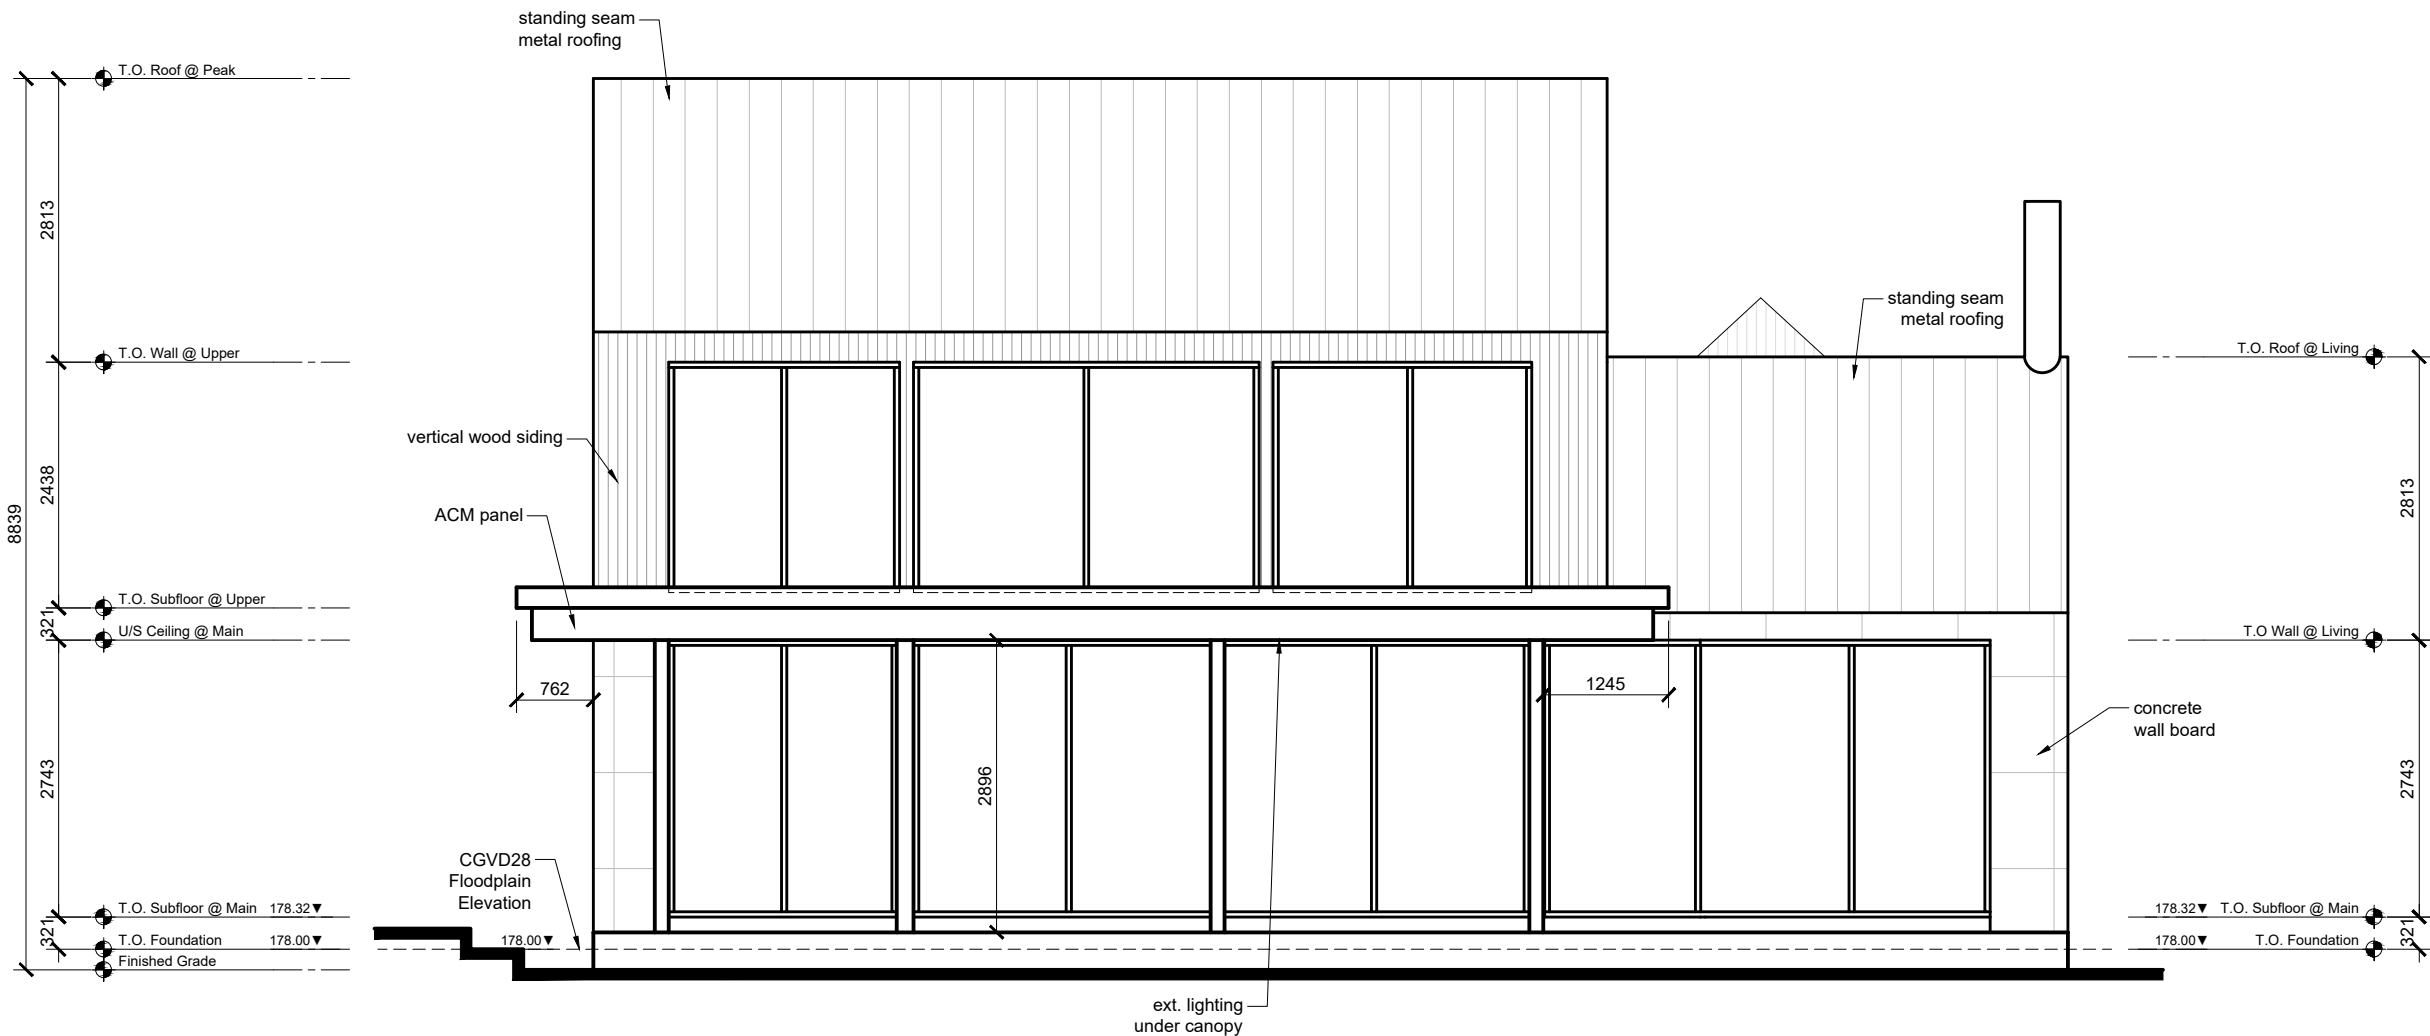 standing seam
metal roofing
T.O. Roof @ Peak
2813
standing seam
metal roofing
T.O. Wall @ Upper
T.O. Roof @ Living
vertical wood siding
2438
2813
ACM panel
8839
T.O. Subfloor @ Upper
321
U/S Ceiling @ Main
T.O Wall @ Living
762
1245
concrete
wall board
2743
2896
2743
CGVD28
Floodplain
Elevation
T.O. Subfloor @ Main 178.32▼
178.32▼ T.O. Subfloor @ Main
321
321
T.O. Foundation 178.00▼
178.00▼
178.00▼ T.O. Foundation
Finished Grade
ext. lighting
under canopy